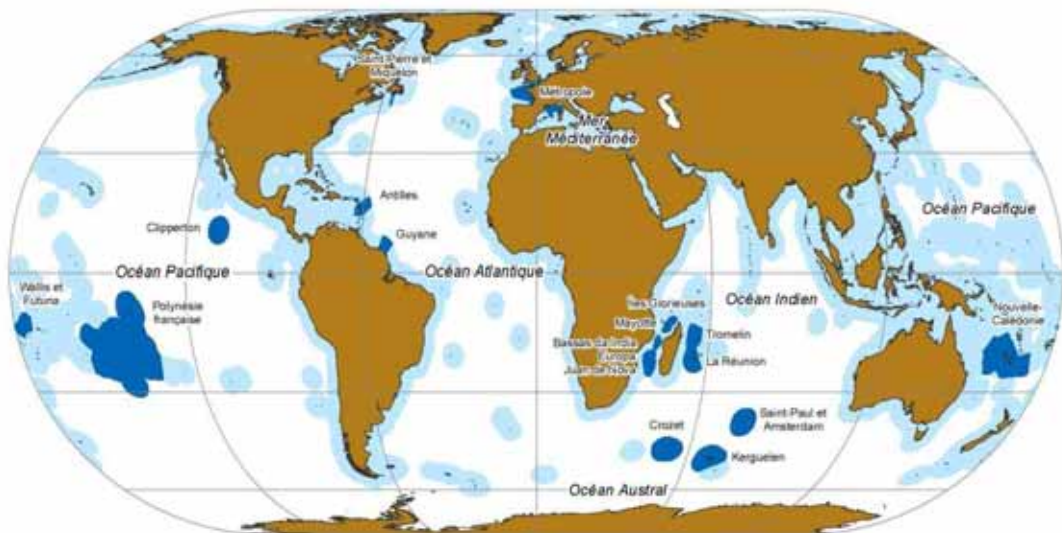 Saint-Pierre et
Miquelon
Métropole
Mer
Méditerranée
Antilles
Océan Pacifique
Clipperton
Guyane
Océan Pacifique
Océan Atlantique
Océan Indien
Wallis et
Futuna
Polynésie
française
Iles Glorieuses
Mayotte
Bassas da India
Europa
Juan de Nova
Tromelin
La Réunion
Nouvelle-
Calédonie
Saint-Paul et
Amsterdam
Crozet
Kerguelen
Océan Austral